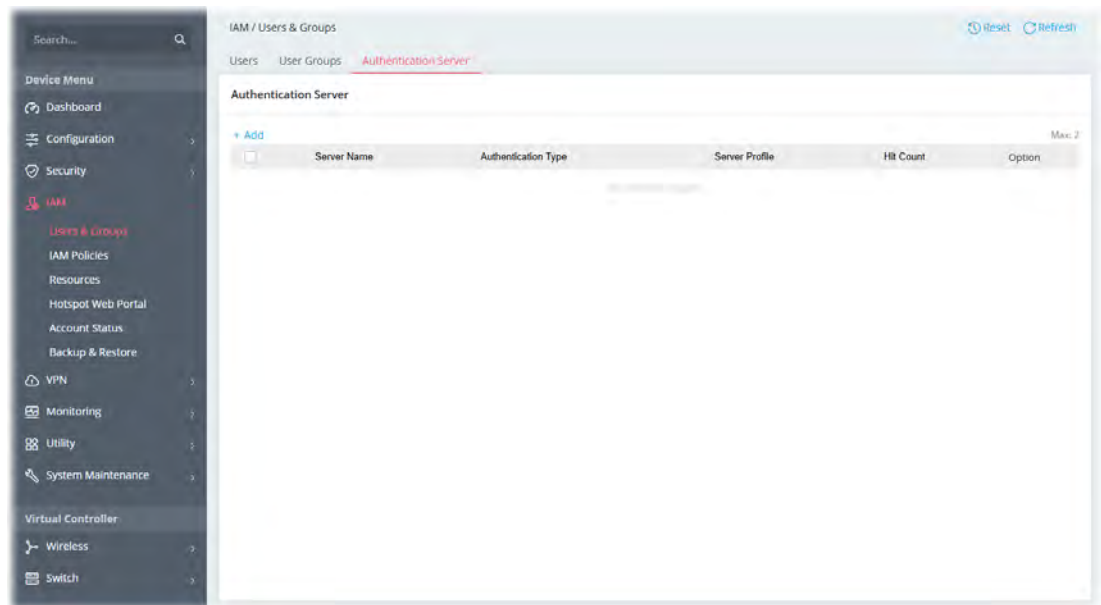 Search...
Device Menu
Dashboard
Configuration
Security
IAM
Users & Groups
IAM Policies
Resources
Hotspot Web Portal
Account Status
Backup & Restore
VPN
Monitoring
Utility
System Maintenance
Virtual Controller
Wireless
Switch
IAM / Users & Groups
Reset Refresh
Users User Groups Authentication Server
Authentication Server
+ Add
Max: 2
Server Name Authentication Type Server Profile Hit Count Option